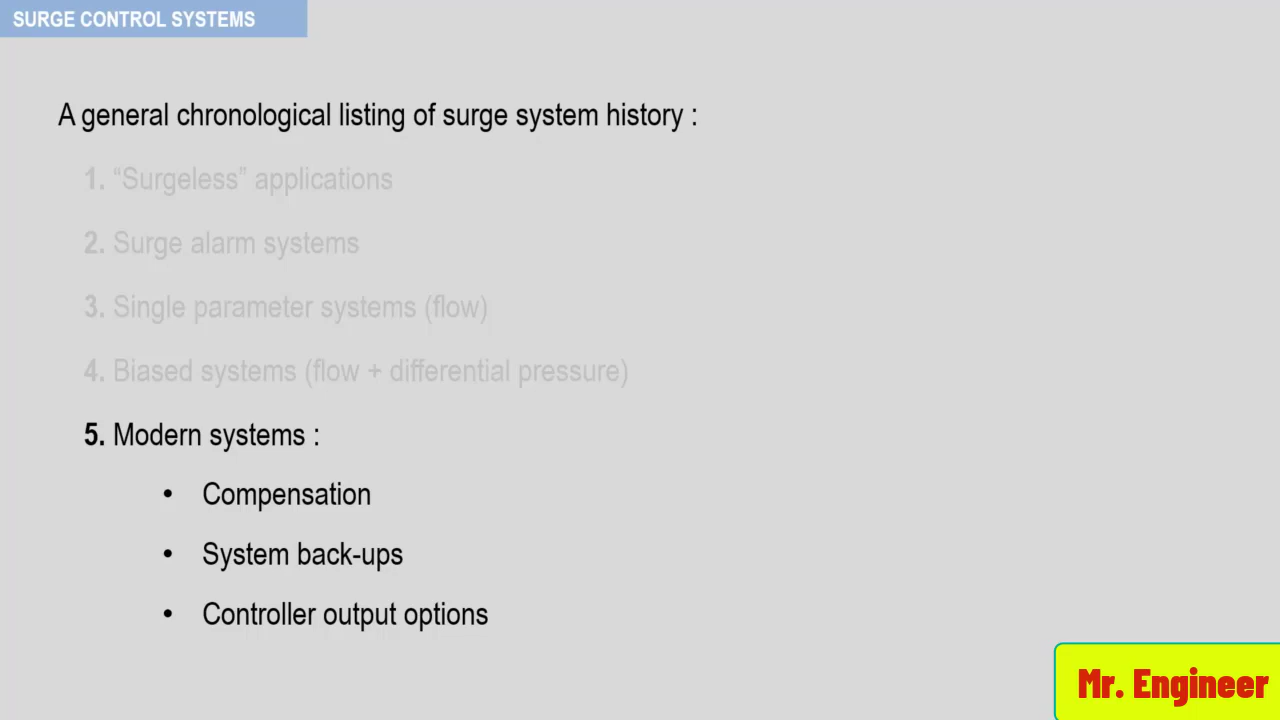 SURGE CONTROL SYSTEMS
A general chronological listing of surge system history :
1. “Surgeless” applications
2. Surge alarm systems
3. Single parameter systems (flow)
4. Biased systems (flow + differential pressure)
5. Modern systems :
• Compensation
• System back-ups
• Controller output options
Mr. Engineer